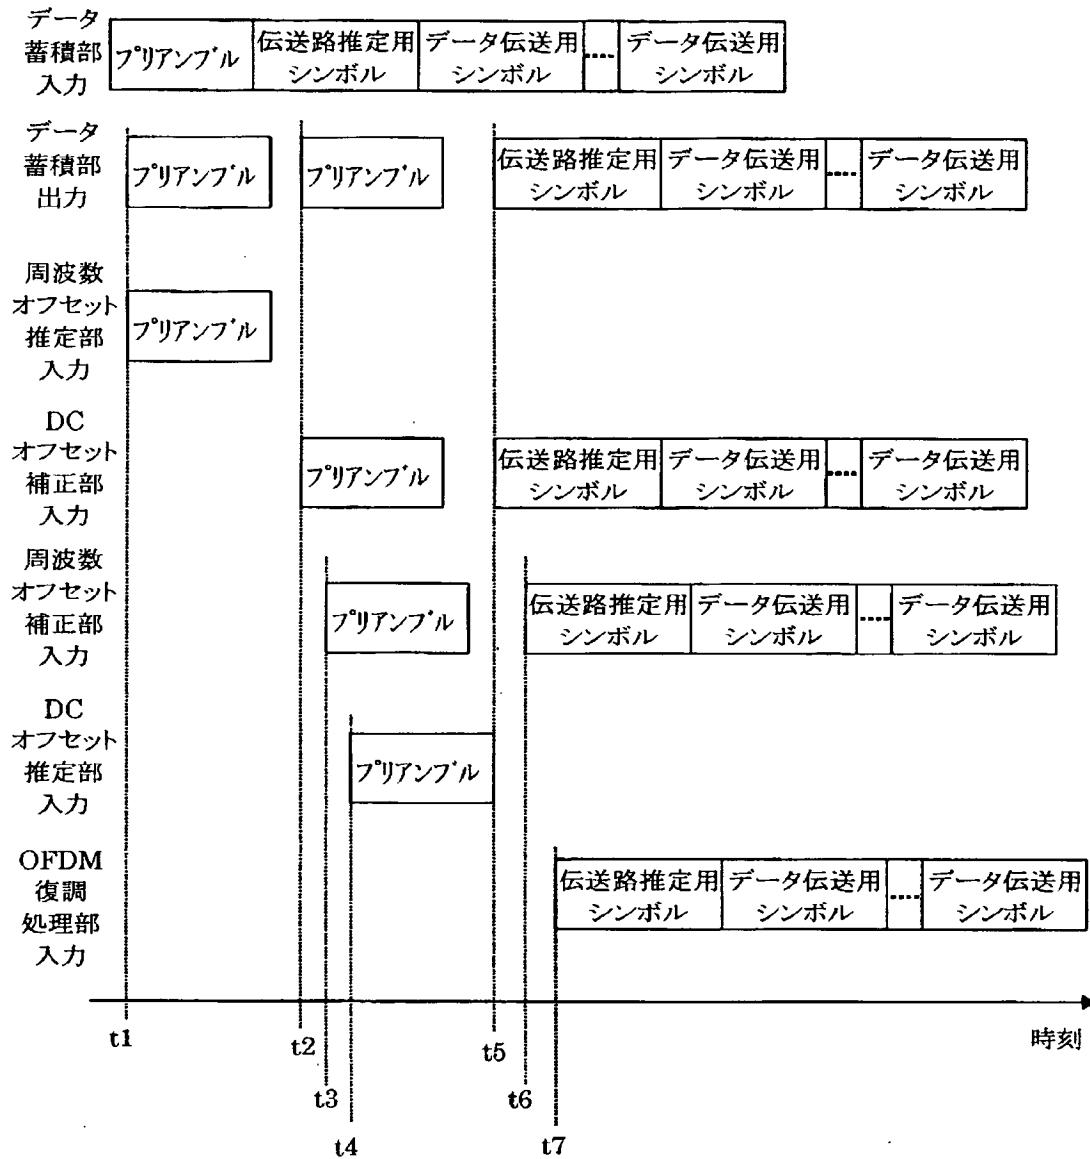 データ
蓄積部
入力
プリアンブル
伝送路推定用
シンボル
データ伝送用
シンボル
データ伝送用
シンボル
データ
蓄積部
出力
プリアンブル
プリアンブル
伝送路推定用
シンボル
データ伝送用
シンボル
データ伝送用
シンボル
周波数
オフセット
推定部
入力
プリアンブル
DC
オフセット
補正部
入力
プリアンブル
伝送路推定用
シンボル
データ伝送用
シンボル
データ伝送用
シンボル
周波数
オフセット
補正部
入力
プリアンブル
伝送路推定用
シンボル
データ伝送用
シンボル
データ伝送用
シンボル
DC
オフセット
推定部
入力
プリアンブル
OFDM
復調
処理部
入力
伝送路推定用
シンボル
データ伝送用
シンボル
データ伝送用
シンボル
t1
t2
t3
t4
t5
t6
t7
時刻